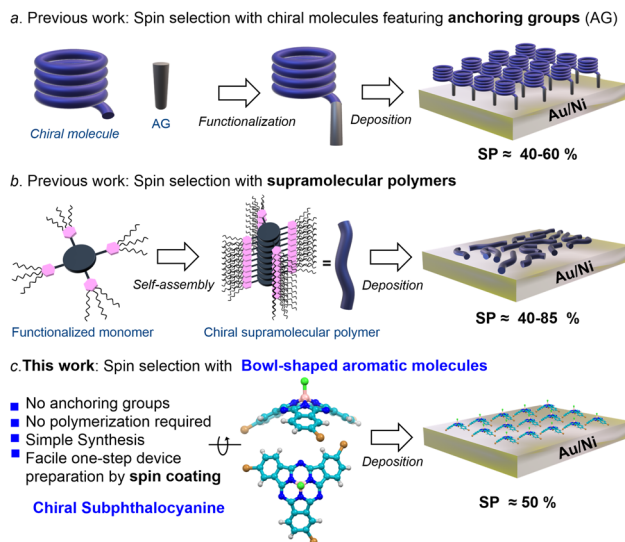 a. Previous work: Spin selection with chiral molecules featuring anchoring groups (AG)
Chiral molecule
AG
Functionalization
Deposition
Au/Ni
SP ≈ 40-60 %
b. Previous work: Spin selection with supramolecular polymers
Functionalized monomer
Self-assembly
=
Chiral supramolecular polymer
Deposition
Au/Ni
SP ≈ 40-85 %
c. This work: Spin selection with Bowl-shaped aromatic molecules
No anchoring groups
No polymerization required
Simple Synthesis
Facile one-step device
preparation by spin coating
Chiral Subphthalocyanine
Deposition
Au/Ni
SP ≈ 50 %